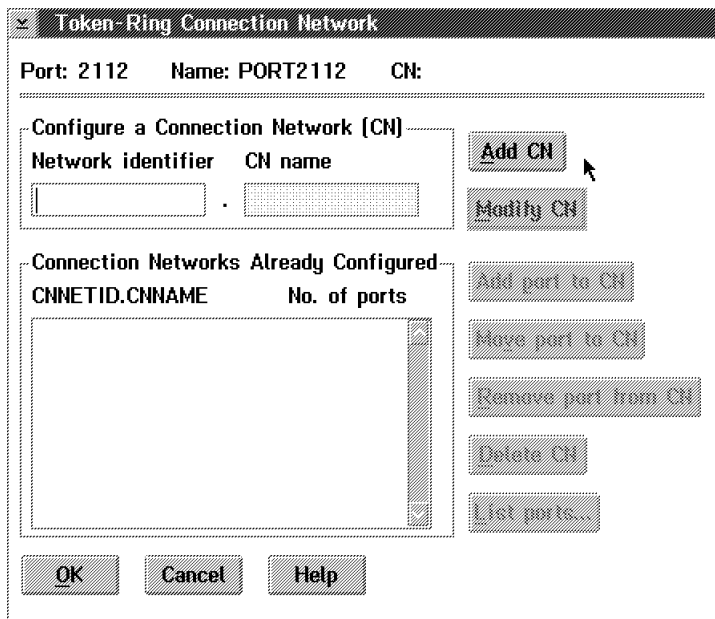 Token-Ring Connection Network
Port: 2112 Name: PORT2112 CN:
Configure a Connection Network (CN)
Network identifier CN name
.
Add CN
Modify CN
Connection Networks Already Configured
CNNETID.CNNAME No. of ports
Add port to CN
Move port to CN
Remove port from CN
Delete CN
List ports...
OK Cancel Help